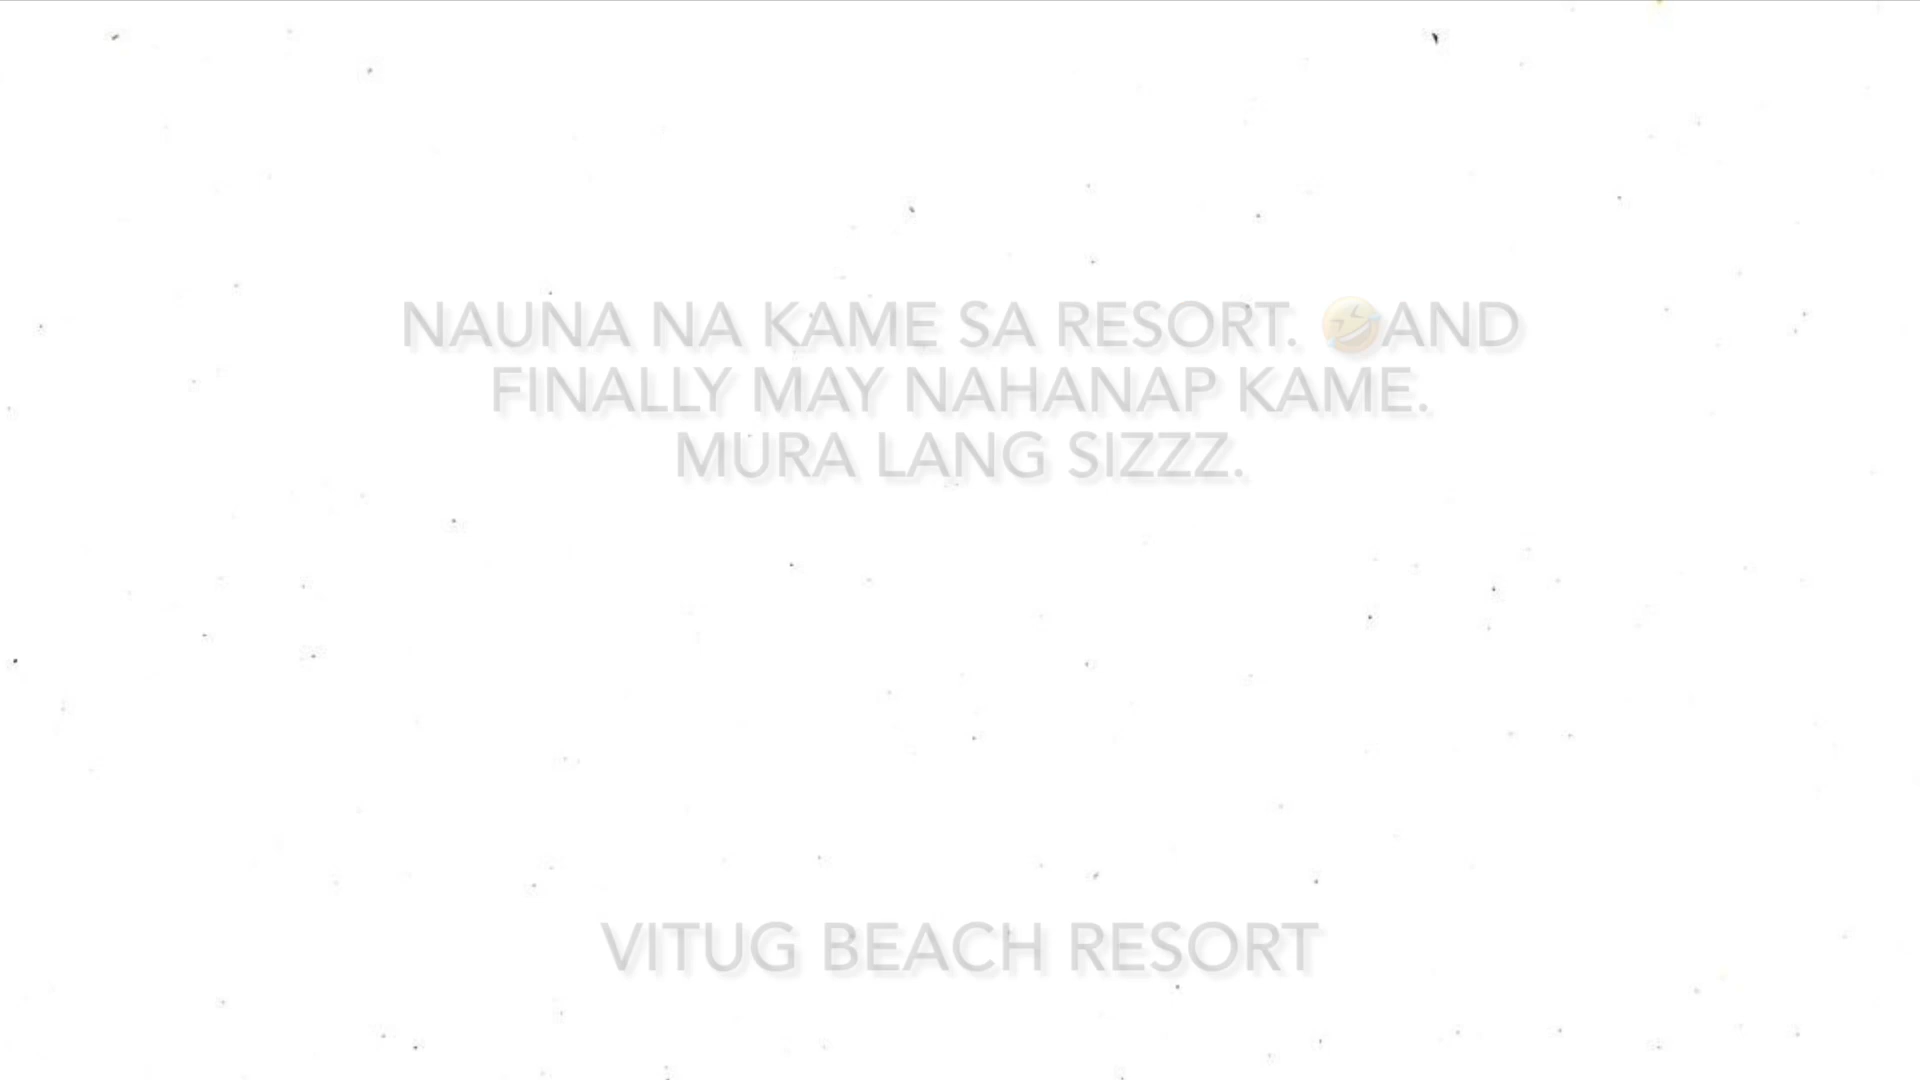 NAUNA NA KAME SA RESORT. 🤣AND
FINALLY MAY NAHANAP KAME.
MURA LANG SIZZZ.
VITUG BEACH RESORT